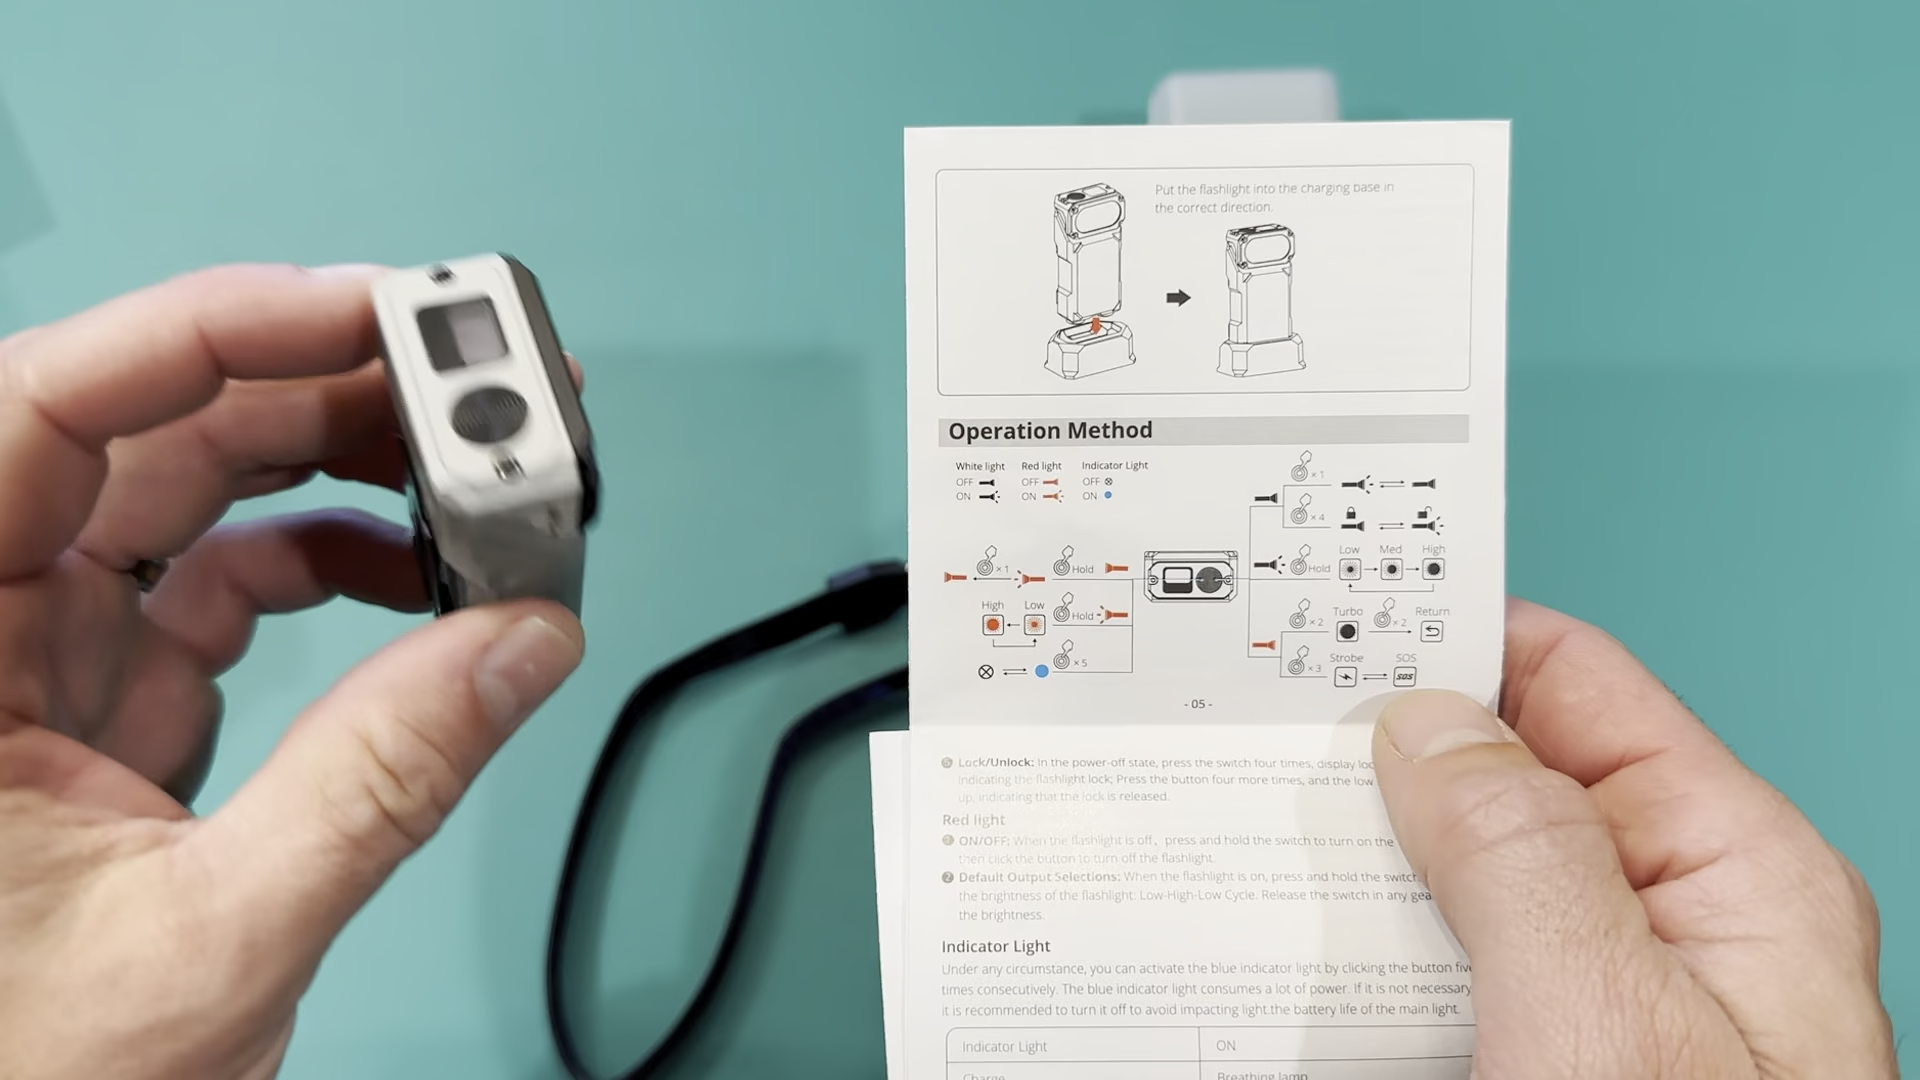 Put the flashlight into the charging base in
the correct direction.
Operation Method
White light Red light Indicator Light
OFF OFF OFF
ON ON ON
×1
×4
Hold Low Med High
×2 Turbo ×2 Return
×3 Strobe SOS
SOS
×1 Hold
High Low Hold
×5
- 05 -
5 Lock/Unlock: In the power-off state, press the switch four times, display
indicating the flashlight lock; Press the button four more times, and the low
up, indicating that the lock is released.
Red light
1 ON/OFF: When the flashlight is off, press and hold the switch to turn on the
then click the button to turn off the flashlight.
2 Default Output Selections: When the flashlight is on, press and hold the switch
the brightness of the flashlight. Low-High-Low Cycle. Release the switch in any
the brightness.
Indicator Light
Under any circumstance, you can activate the blue indicator light by clicking the button five
times consecutively. The blue indicator light consumes a lot of power. If it is not necessary
it is recommended to turn it off to avoid impacting light.the battery life of the main light.
Indicator Light ON
Charge Breathing lamp